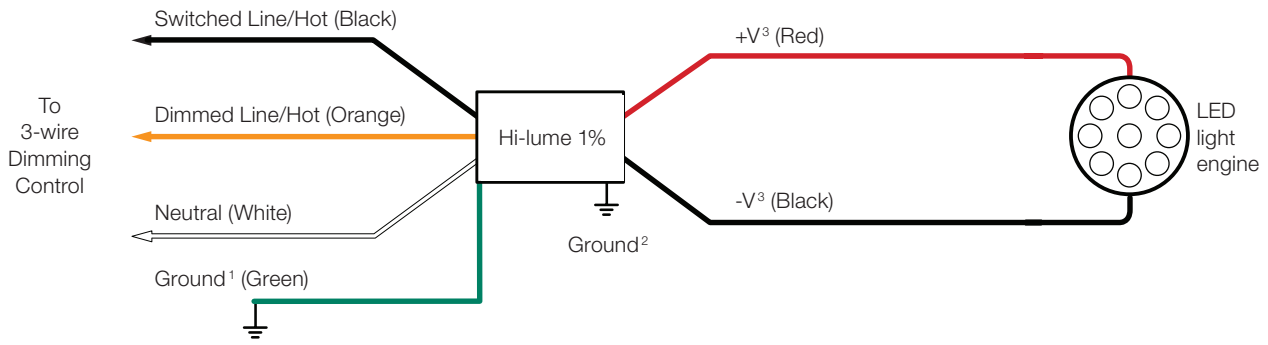 Switched Line/Hot (Black)
+V³ (Red)
To
3-wire
Dimming
Control
Dimmed Line/Hot (Orange)
Hi-lume 1%
LED
light
engine
Neutral (White)
-V³ (Black)
Ground²
Ground¹ (Green)